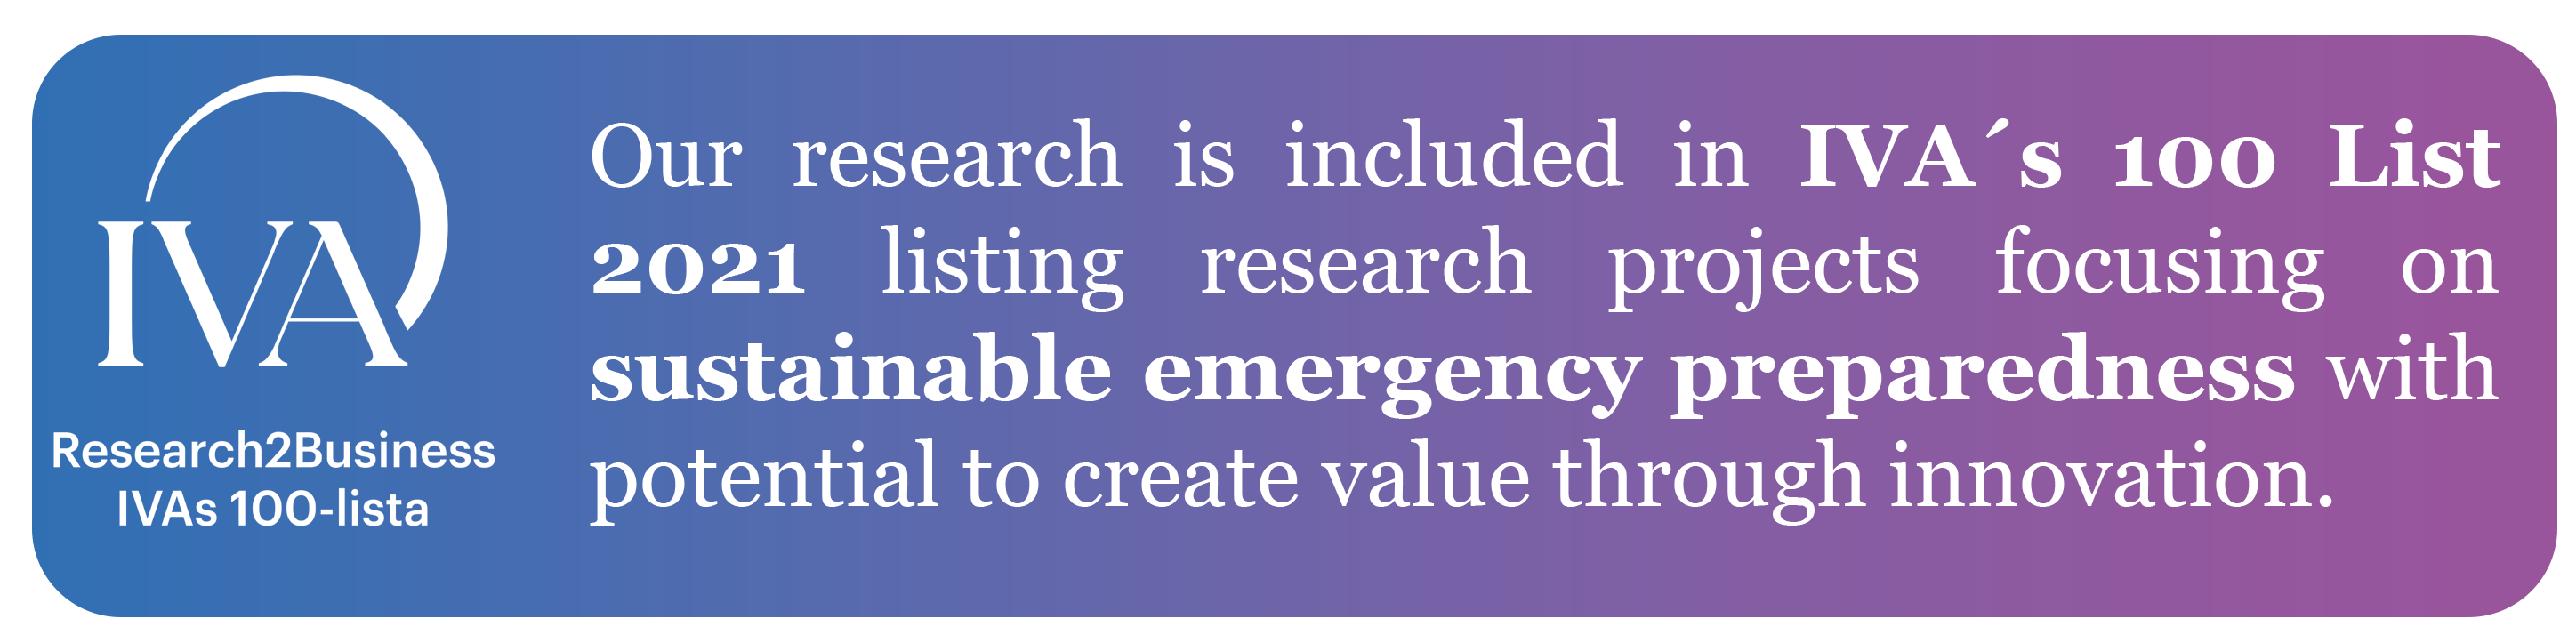 IVA
Research2Business
IVAs 100-lista
Our research is included in IVA´s 100 List
2021 listing research projects focusing on
sustainable emergency preparedness with
potential to create value through innovation.